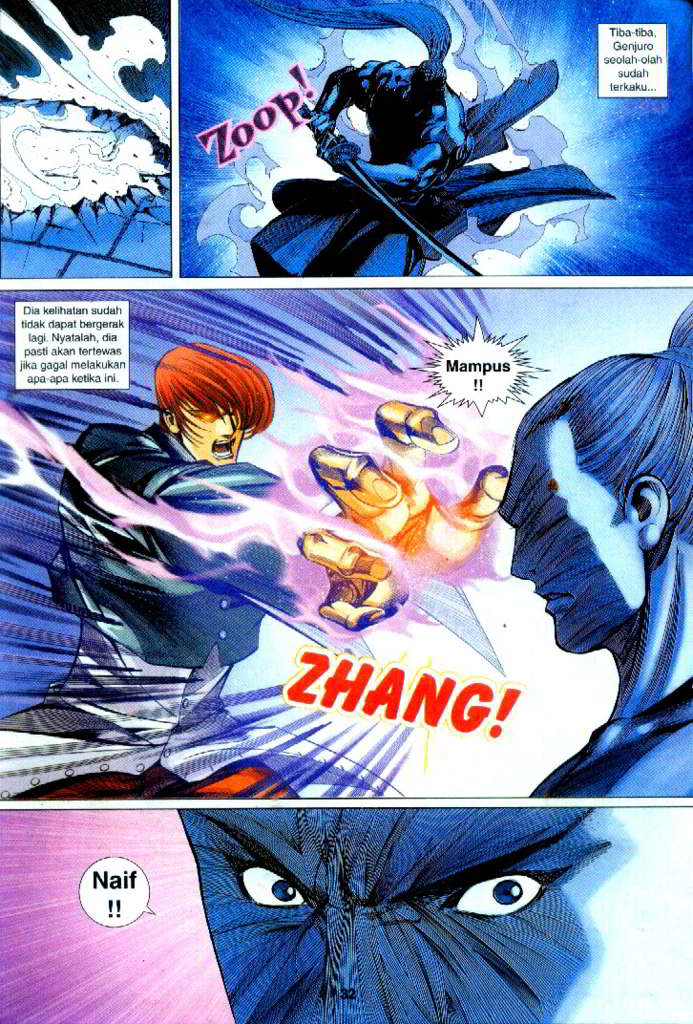 Zoop!
Tiba-tiba,
Genjuro
seolah-olah
sudah
terkaku...
Dia kelihatan sudah
tidak dapat bergerak
lagi. Nyatalah, dia
pasti akan tertewas
jika gagal melakukan
apa-apa ketika ini.
Mampus
!!
ZHANG!
Naif
!!
32